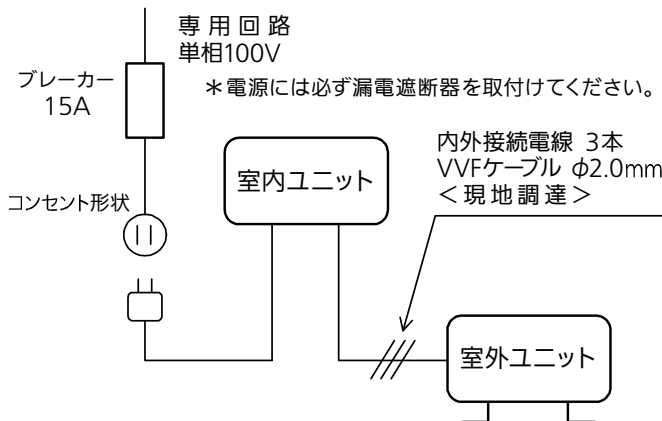 専用回路
単相100V
ブレーカー
15A
＊電源には必ず漏電遮断器を取付けてください。
内外接続電線 3本
VVFケーブル φ2.0mm
＜現地調達＞
室内ユニット
コンセント形状
室外ユニット